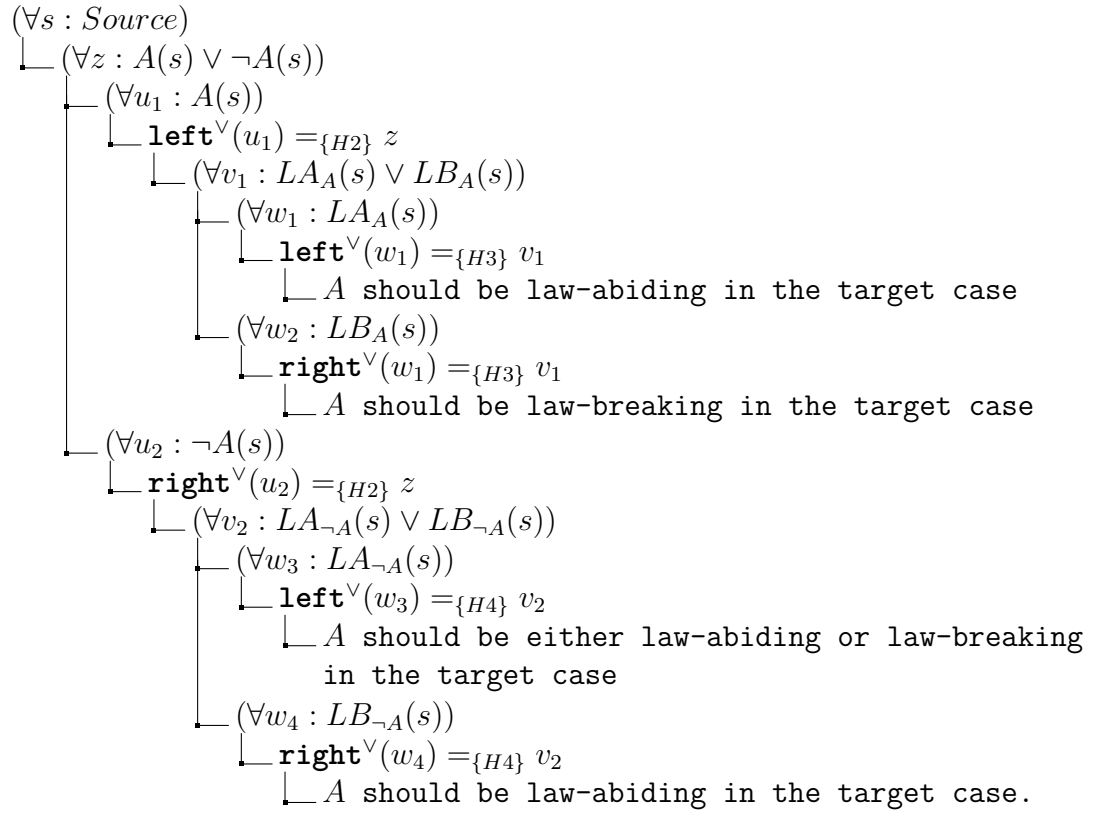 (∀s : Source)
(∀z : A(s) ∨ ¬A(s))
(∀u₁ : A(s))
left^∨(u₁) =_{H2} z
(∀v₁ : LA_A(s) ∨ LB_A(s))
(∀w₁ : LA_A(s))
left^∨(w₁) =_{H3} v₁
A should be law-abiding in the target case
(∀w₂ : LB_A(s))
right^∨(w₁) =_{H3} v₁
A should be law-breaking in the target case
(∀u₂ : ¬A(s))
right^∨(u₂) =_{H2} z
(∀v₂ : LA_¬A(s) ∨ LB_¬A(s))
(∀w₃ : LA_¬A(s))
left^∨(w₃) =_{H4} v₂
A should be either law-abiding or law-breaking
in the target case
(∀w₄ : LB_¬A(s))
right^∨(w₄) =_{H4} v₂
A should be law-abiding in the target case.